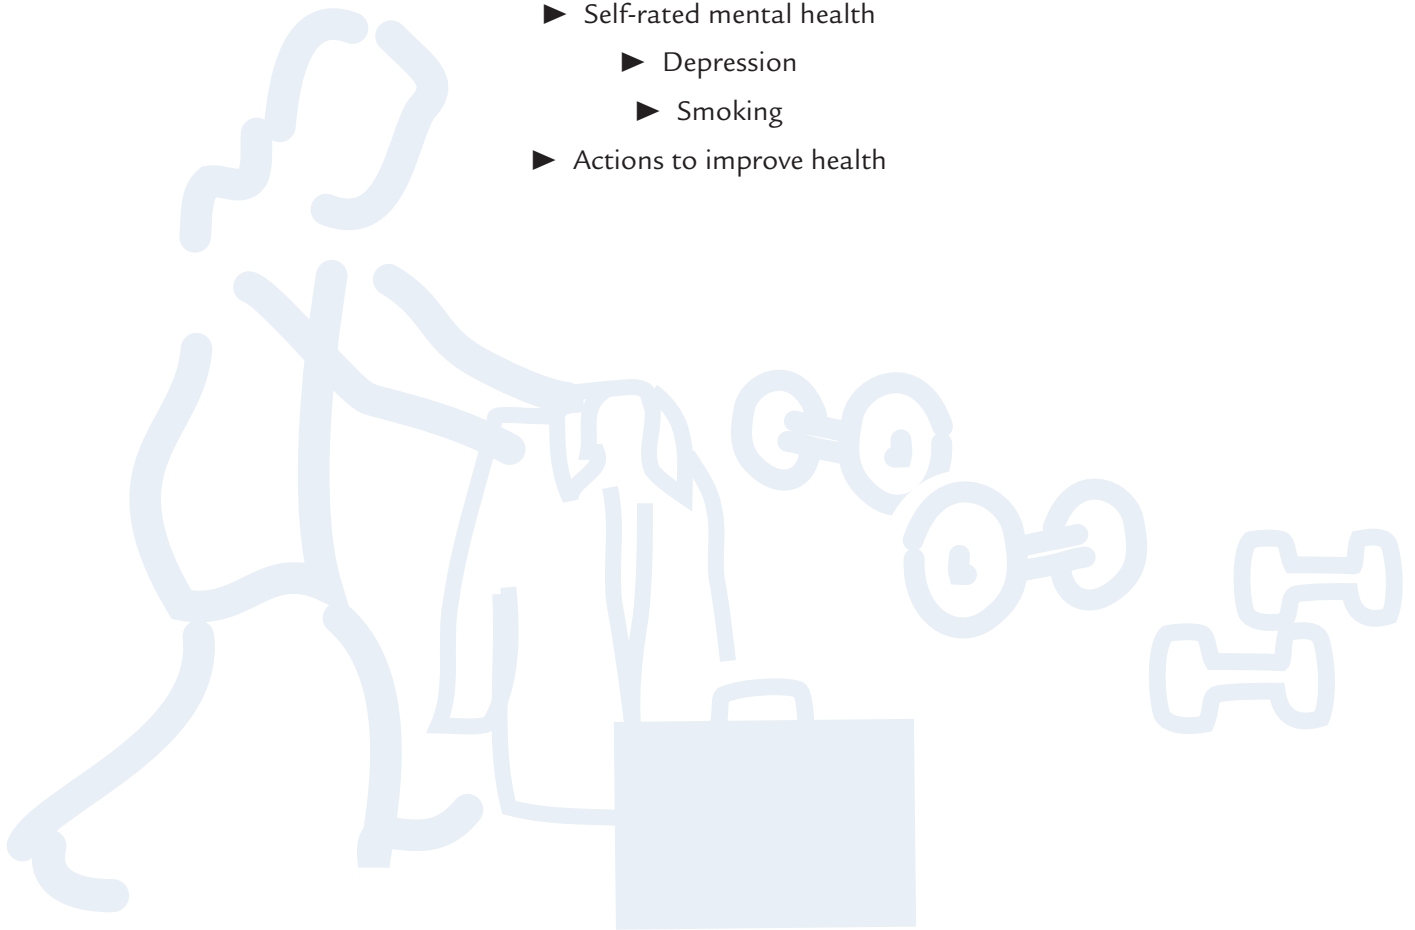 ► Self-rated mental health
► Depression
► Smoking
► Actions to improve health